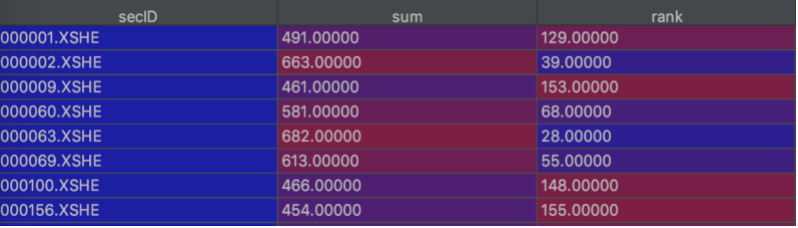 secID sum rank
000001.XSHE 491.00000 129.00000
000002.XSHE 663.00000 39.00000
000009.XSHE 461.00000 153.00000
000060.XSHE 581.00000 68.00000
000063.XSHE 682.00000 28.00000
000069.XSHE 613.00000 55.00000
000100.XSHE 466.00000 148.00000
000156.XSHE 454.00000 155.00000